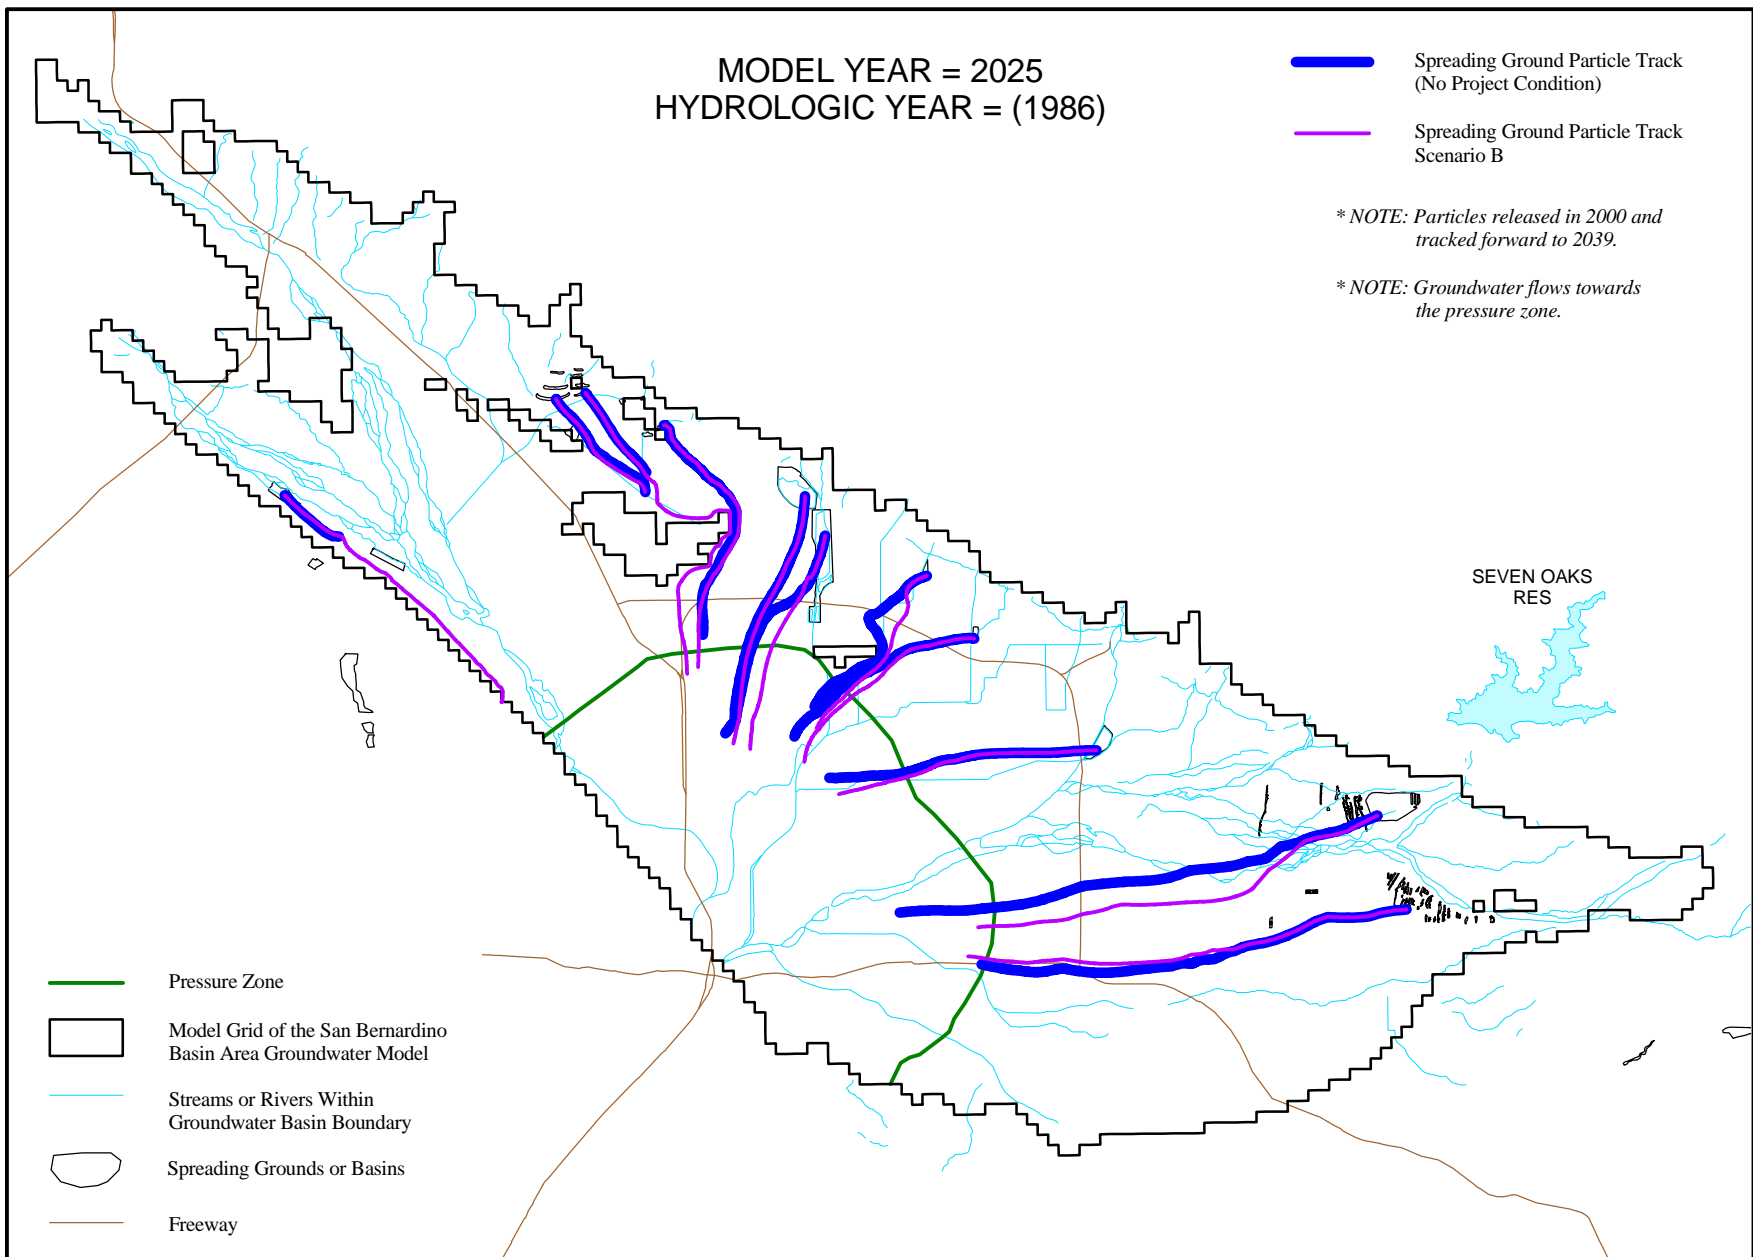 MODEL YEAR = 2025
HYDROLOGIC YEAR = (1986)
Spreading Ground Particle Track
(No Project Condition)
Spreading Ground Particle Track
Scenario B
* NOTE: Particles released in 2000 and
tracked forward to 2039.
* NOTE: Groundwater flows towards
the pressure zone.
SEVEN OAKS
RES
Pressure Zone
Model Grid of the San Bernardino
Basin Area Groundwater Model
Streams or Rivers Within
Groundwater Basin Boundary
Spreading Grounds or Basins
Freeway